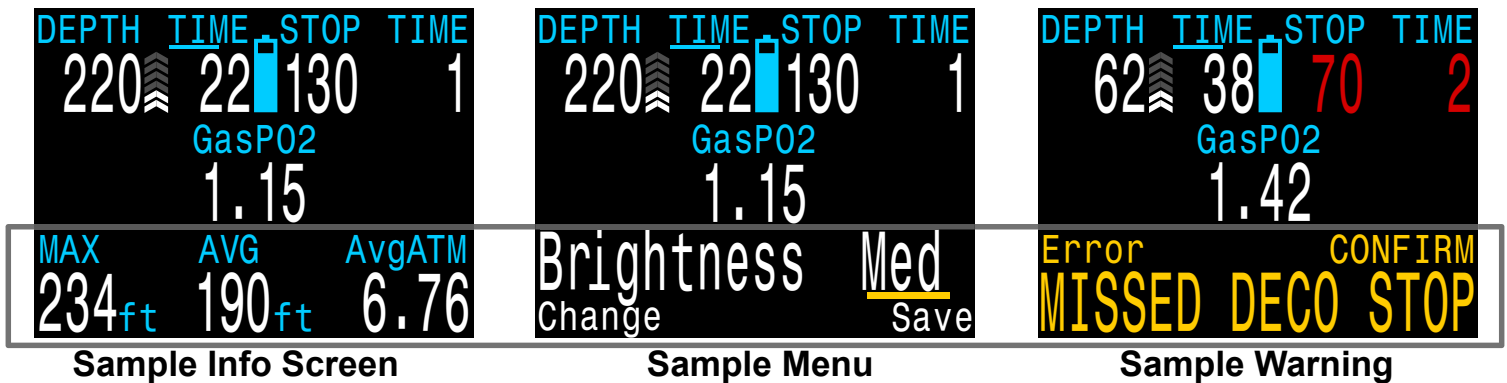 DEPTH TIME STOP TIME
220 22 130 1
GasPO2
1.15
MAX AVG AvgATM
234ft 190ft 6.76
Sample Info Screen
DEPTH TIME STOP TIME
220 22 130 1
GasPO2
1.15
Brightness Med
Change Save
Sample Menu
DEPTH TIME STOP TIME
62 38 70 2
GasPO2
1.42
Error CONFIRM
MISSED DECO STOP
Sample Warning